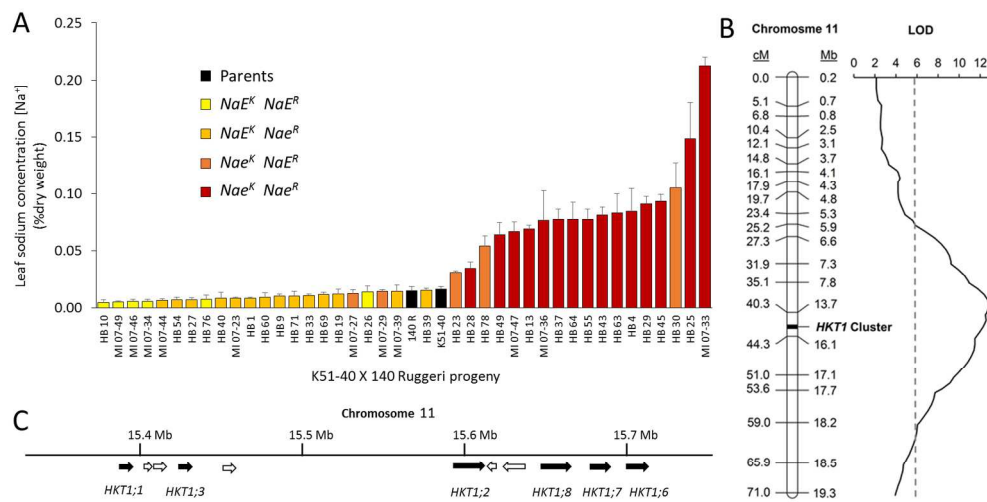 A
Leaf sodium concentration [Na⁺]
(%dry weight)
0.25
0.20
0.15
0.10
0.05
0.00
Parents
NaEᴷ NaEᴿ
NaEᴷ Naeᴿ
Naeᴷ NaEᴿ
Naeᴷ Naeᴿ
HB 10
MI 07-49
MI 07-46
MI 07-34
MI 07-44
HB 54
HB 27
HB 76
HB 40
MI 07-23
HB 1
HB 60
HB 9
HB 71
HB 33
HB 69
HB 19
MI 07-27
HB 26
MI 07-29
MI 07-39
140 R
HB 39
K51-40
HB 23
HB 28
HB 78
HB 49
MI 07-47
HB 13
MI 07-36
HB 37
HB 64
HB 55
HB 43
HB 63
HB 4
HB 29
HB 45
HB 30
HB 25
MI 07-33
K51-40 X 140 Ruggeri progeny
B
Chromosme 11 LOD
cM Mb
0 2 4 6 8 10 12
0.0 0.2
5.1 0.7
6.8 0.8
10.4 2.5
12.1 3.1
14.8 3.7
16.1 4.1
17.9 4.3
19.7 4.8
23.4 5.3
25.2 5.9
27.3 6.6
31.9 7.3
35.1 7.8
40.3 13.7
HKT1 Cluster
44.3 16.1
51.0 17.1
53.6 17.7
59.0 18.2
65.9 18.5
71.0 19.3
C
Chromosome 11
15.4 Mb 15.5 Mb 15.6 Mb 15.7 Mb
HKT1;1 HKT1;3 HKT1;2 HKT1;8 HKT1;7 HKT1;6